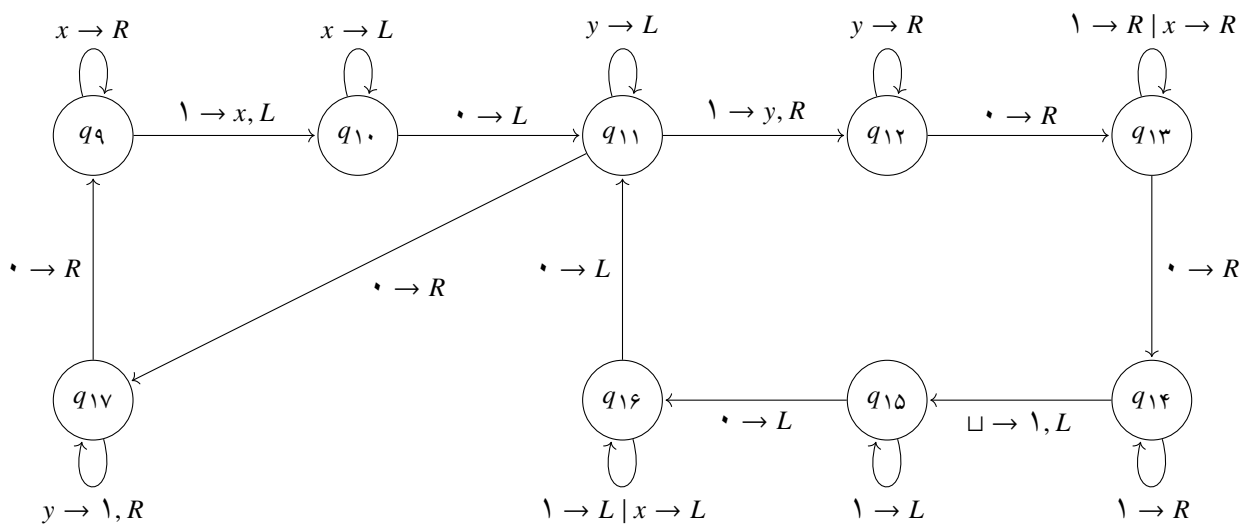 x → R
x → L
y → L
y → R
۱ → R | x → R
q۹
۱ → x, L
q۱۰
۰ → L
q۱۱
۱ → y, R
q۱۲
۰ → R
q۱۳
۰ → R
۰ → R
۰ → L
۰ → R
q۱۷
q۱۶
۰ → L
q۱۵
⊔ → ۱, L
q۱۴
y → ۱, R
۱ → L | x → L
۱ → L
۱ → R